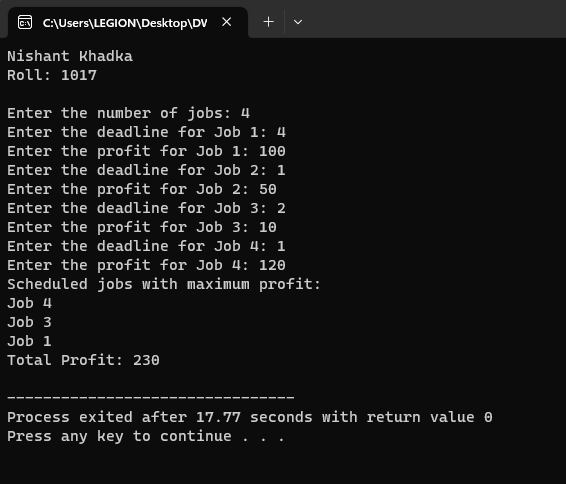 C:\Users\LEGION\Desktop\DV
Nishant Khadka
Roll: 1017
Enter the number of jobs: 4
Enter the deadline for Job 1: 4
Enter the profit for Job 1: 100
Enter the deadline for Job 2: 1
Enter the profit for Job 2: 50
Enter the deadline for Job 3: 2
Enter the profit for Job 3: 10
Enter the deadline for Job 4: 1
Enter the profit for Job 4: 120
Scheduled jobs with maximum profit:
Job 4
Job 3
Job 1
Total Profit: 230
--------------------------------
Process exited after 17.77 seconds with return value 0
Press any key to continue . . .